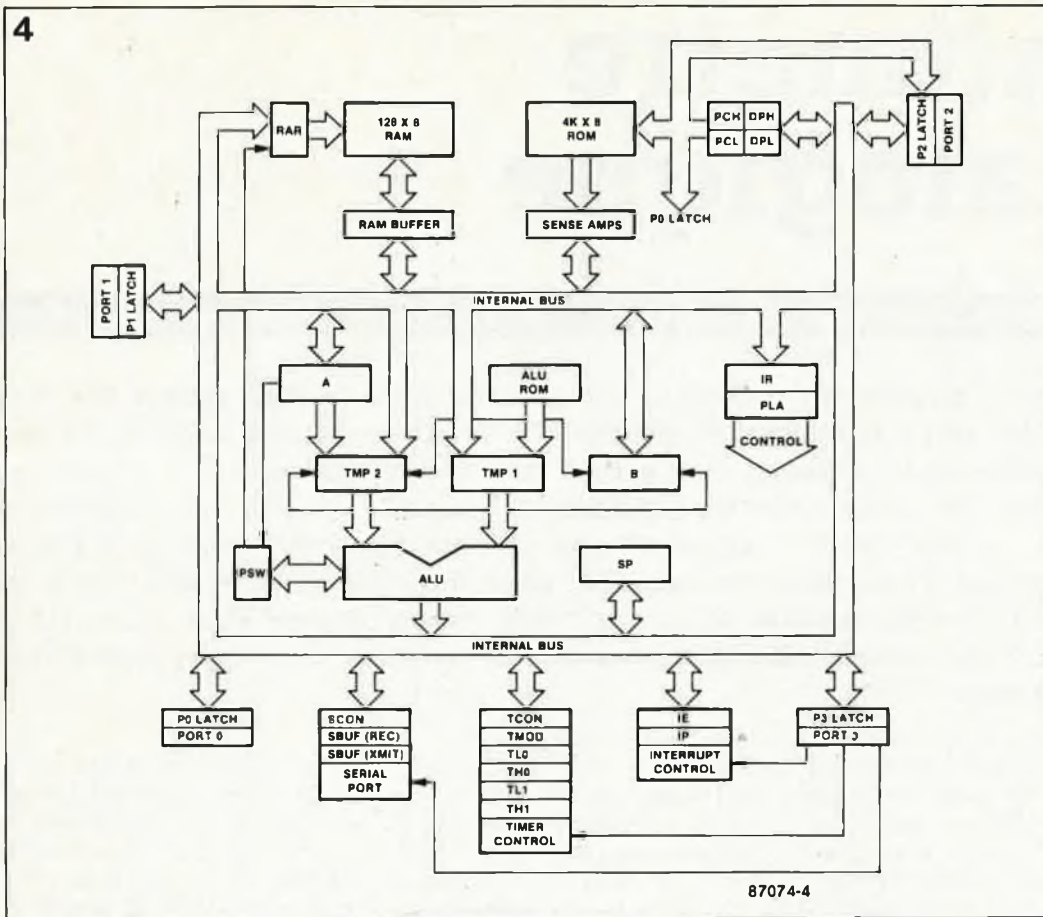 4
RAR
128 X 8
RAM
4K X 8
ROM
PCH
DPH
PCL
DPL
P2 LATCH
PORT 2
RAM BUFFER
SENSE AMPS
P0 LATCH
PORT 1
P1 LATCH
INTERNAL BUS
A
ALU
ROM
IR
PLA
CONTROL
TMP 2
TMP 1
B
PSW
ALU
SP
INTERNAL BUS
P0 LATCH
PORT 0
SCON
SBUF (REC)
SBUF (XMIT)
SERIAL
PORT
TCON
TMOD
TL0
TH0
TL1
TH1
TIMER
CONTROL
IE
IP
INTERRUPT
CONTROL
P3 LATCH
PORT 3
87074-4